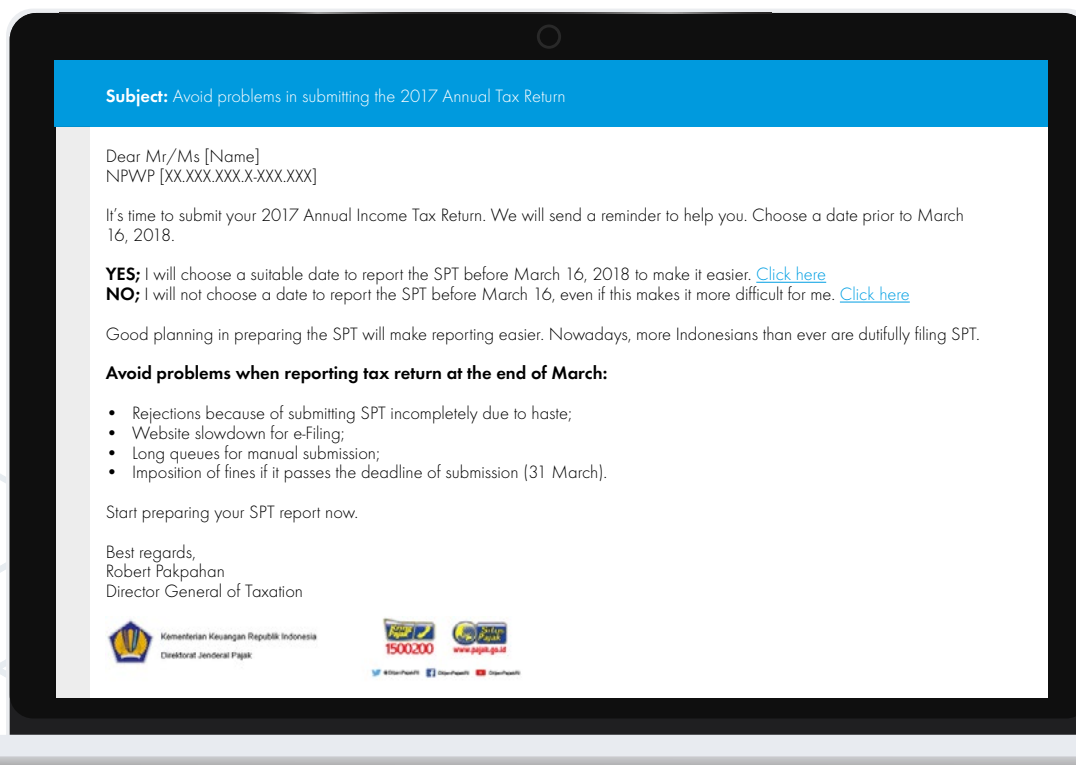 Subject: Avoid problems in submitting the 2017 Annual Tax Return
Dear Mr/Ms [Name]
NPWP [XX.XXX.XXX.X-XXX.XXX]
It's time to submit your 2017 Annual Income Tax Return. We will send a reminder to help you. Choose a date prior to March
16, 2018.
YES; I will choose a suitable date to report the SPT before March 16, 2018 to make it easier. Click here
NO; I will not choose a date to report the SPT before March 16, even if this makes it more difficult for me. Click here
Good planning in preparing the SPT will make reporting easier. Nowadays, more Indonesians than ever are dutifully filing SPT.
Avoid problems when reporting tax return at the end of March:
• Rejections because of submitting SPT incompletely due to haste;
• Website slowdown for e-Filing;
• Long queues for manual submission;
• Imposition of fines if it passes the deadline of submission (31 March).
Start preparing your SPT report now.
Best regards,
Robert Pakpahan
Director General of Taxation
Kementerian Keuangan Republik Indonesia
Direktorat Jenderal Pajak
Pajak
1500200
Pajak
www.pajak.go.id